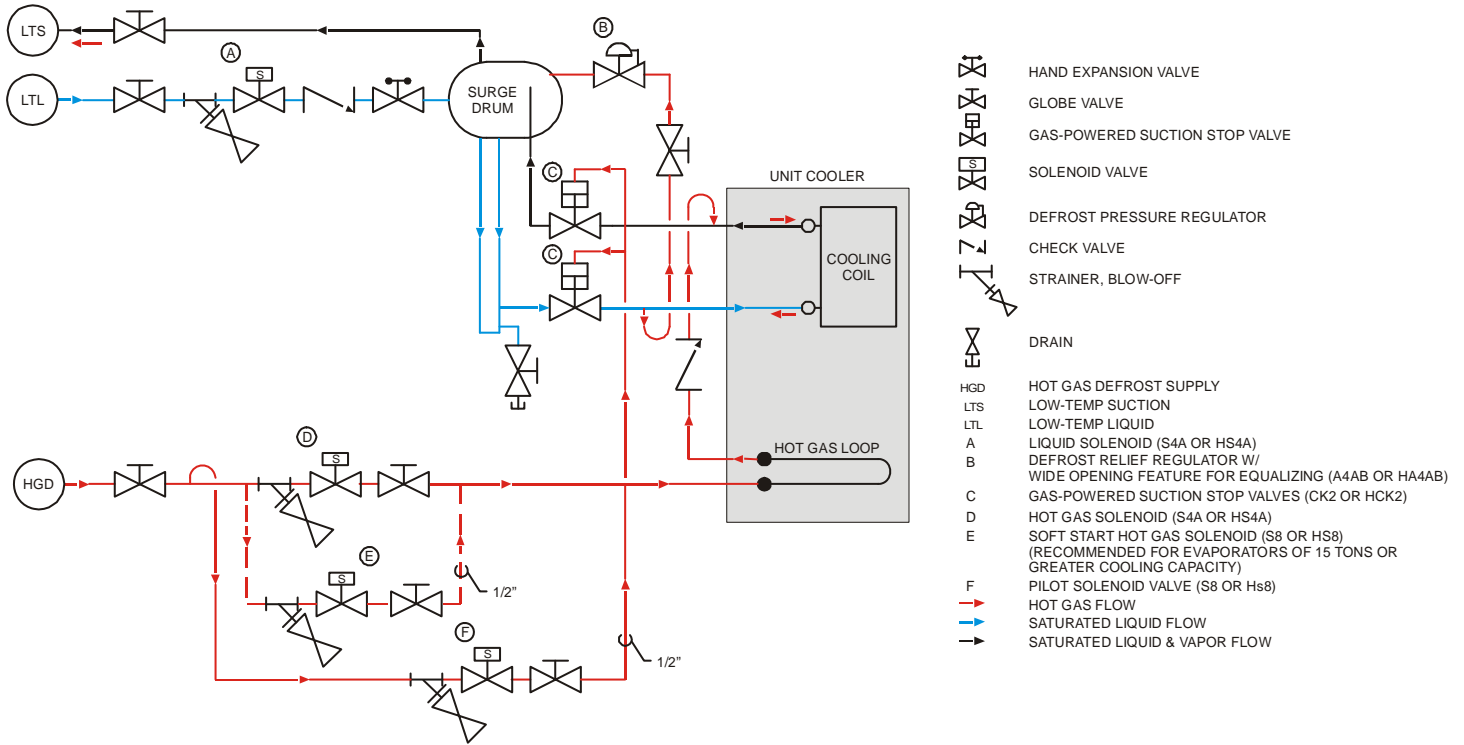 LTS
A
B
S
LTL
SURGE
DRUM
C
UNIT COOLER
C
COOLING
COIL
D
S
HOT GAS LOOP
HGD
E
S
1/2”
F
S
1/2”
HAND EXPANSION VALVE
GLOBE VALVE
GAS-POWERED SUCTION STOP VALVE
S
SOLENOID VALVE
DEFROST PRESSURE REGULATOR
CHECK VALVE
STRAINER, BLOW-OFF
DRAIN
HGD HOT GAS DEFROST SUPPLY
LTS LOW-TEMP SUCTION
LTL LOW-TEMP LIQUID
A LIQUID SOLENOID (S4A OR HS4A)
B DEFROST RELIEF REGULATOR W/
WIDE OPENING FEATURE FOR EQUALIZING (A4AB OR HA4AB)
C GAS-POWERED SUCTION STOP VALVES (CK2 OR HCK2)
D HOT GAS SOLENOID (S4A OR HS4A)
E SOFT START HOT GAS SOLENOID (S8 OR HS8)
(RECOMMENDED FOR EVAPORATORS OF 15 TONS OR
GREATER COOLING CAPACITY)
F PILOT SOLENOID VALVE (S8 OR Hs8)
HOT GAS FLOW
SATURATED LIQUID FLOW
SATURATED LIQUID & VAPOR FLOW